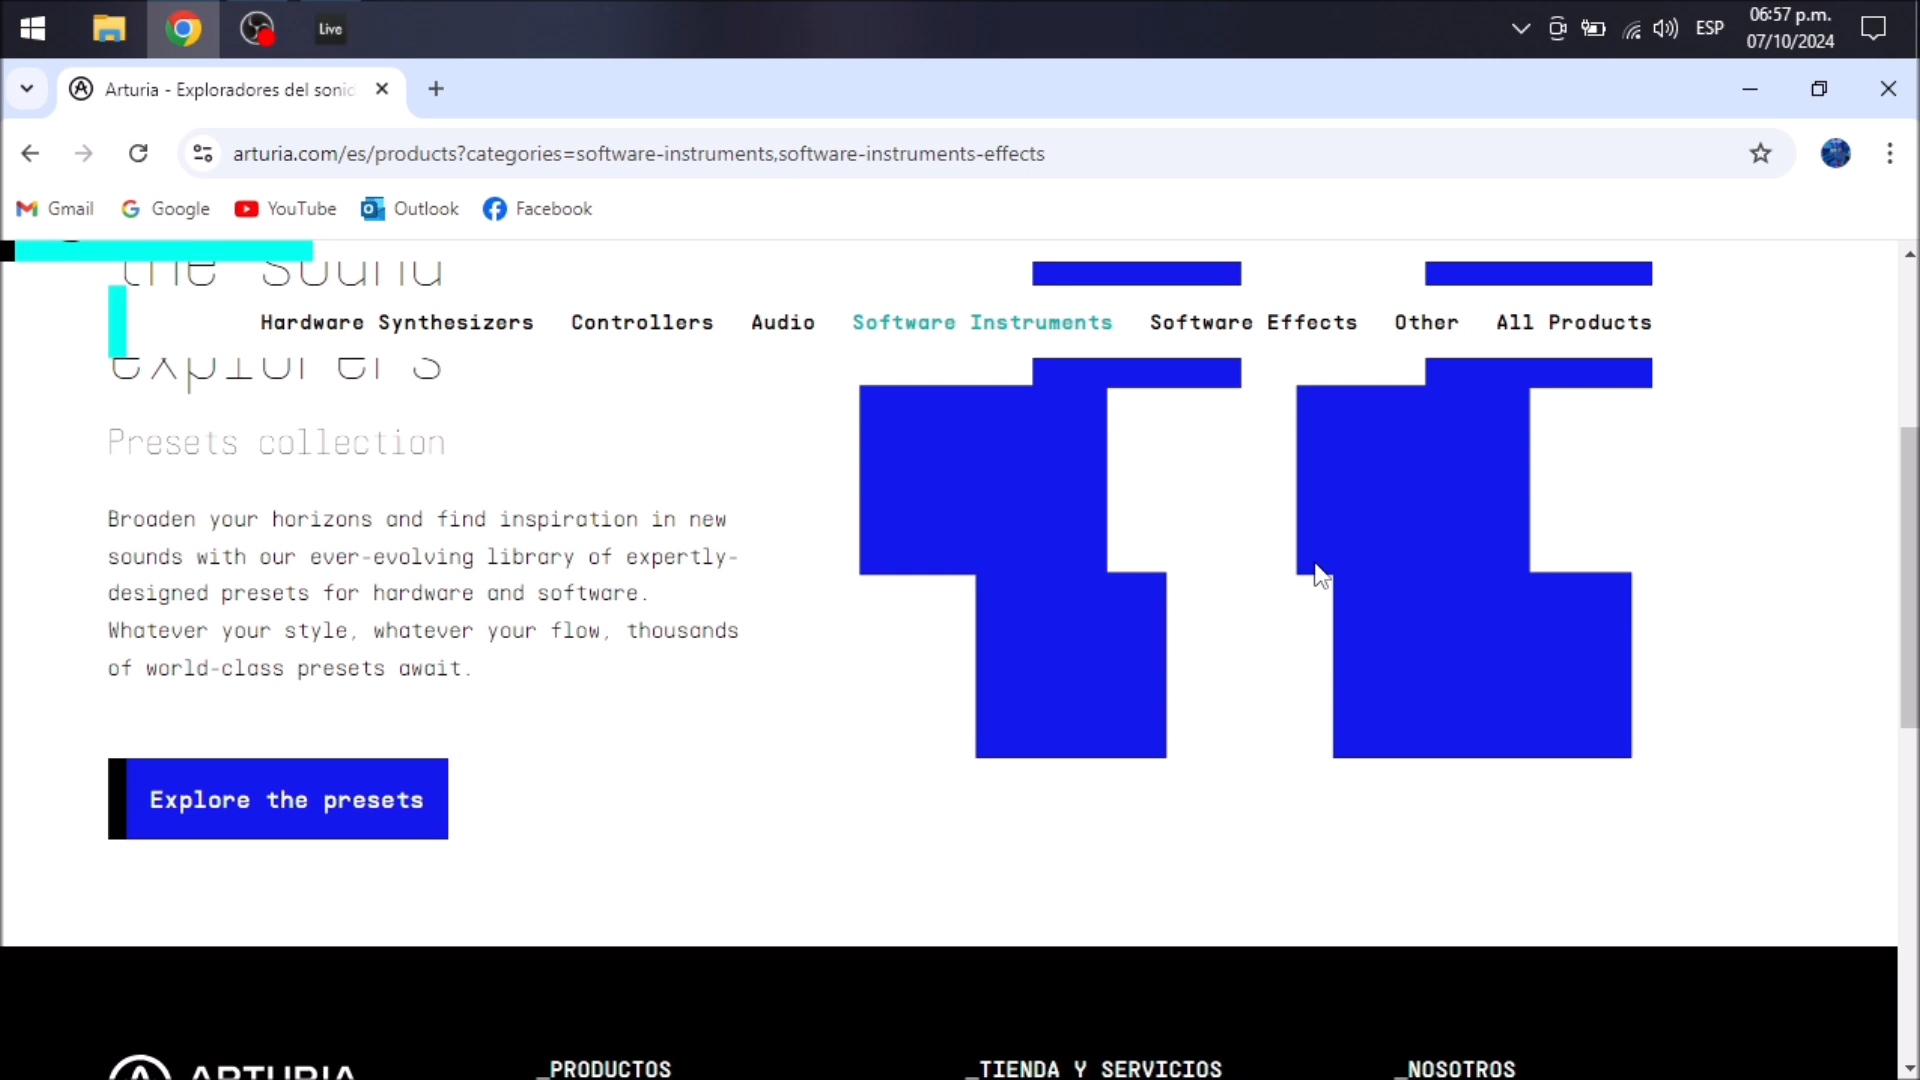 Live
ESP
06:57 p.m.
07/10/2024
Arturia - Exploradores del sonid
arturia.com/es/products?categories=software-instruments,software-instruments-effects
Gmail
Google
YouTube
Outlook
Facebook
the sound
Hardware Synthesizers
Controllers
Audio
Software Instruments
Software Effects
Other
All Products
explorers
Presets collection
Broaden your horizons and find inspiration in new
sounds with our ever-evolving library of expertly-
designed presets for hardware and software.
Whatever your style, whatever your flow, thousands
of world-class presets await.
Explore the presets
ARTURIA
_PRODUCTOS
_TIENDA Y SERVICIOS
_NOSOTROS